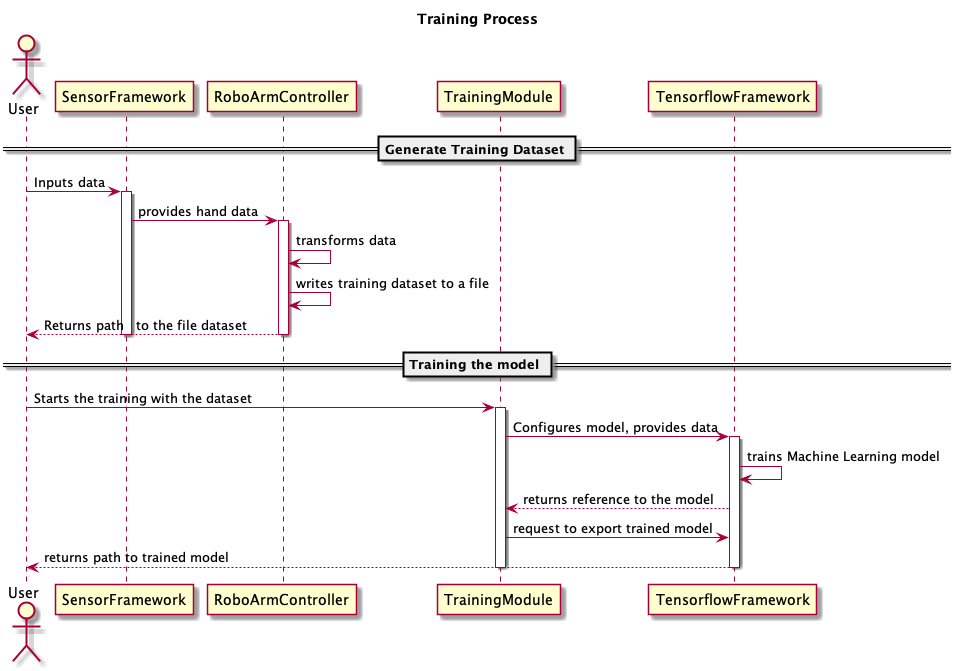 Training Process
User
SensorFramework
RoboArmController
TrainingModule
TensorflowFramework
Generate Training Dataset
Inputs data
provides hand data
transforms data
writes training dataset to a file
Returns path to the file dataset
Training the model
Starts the training with the dataset
Configures model, provides data
trains Machine Learning model
returns reference to the model
request to export trained model
returns path to trained model
User
SensorFramework
RoboArmController
TrainingModule
TensorflowFramework